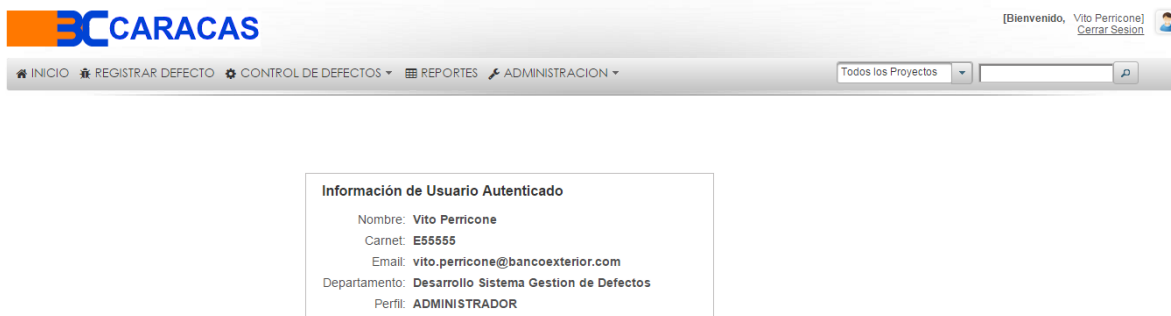 BC CARACAS
[Bienvenido, Vito Perricone]
Cerrar Sesion
INICIO REGISTRAR DEFECTO CONTROL DE DEFECTOS REPORTES ADMINISTRACION Todos los Proyectos
Información de Usuario Autenticado
Nombre: Vito Perricone
Carnet: E55555
Email: vito.perricone@bancoexterior.com
Departamento: Desarrollo Sistema Gestion de Defectos
Perfil: ADMINISTRADOR